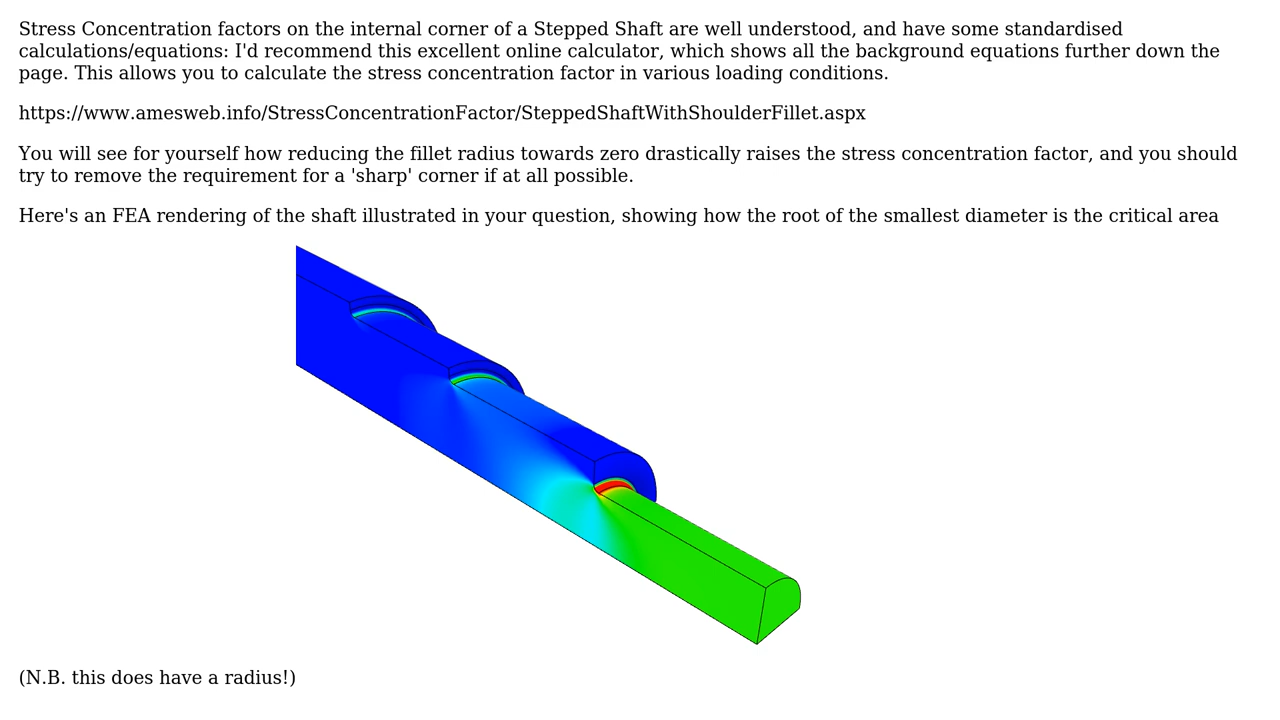 Stress Concentration factors on the internal corner of a Stepped Shaft are well understood, and have some standardised
calculations/equations: I'd recommend this excellent online calculator, which shows all the background equations further down the
page. This allows you to calculate the stress concentration factor in various loading conditions.
https://www.amesweb.info/StressConcentrationFactor/SteppedShaftWithShoulderFillet.aspx
You will see for yourself how reducing the fillet radius towards zero drastically raises the stress concentration factor, and you should
try to remove the requirement for a 'sharp' corner if at all possible.
Here's an FEA rendering of the shaft illustrated in your question, showing how the root of the smallest diameter is the critical area
(N.B. this does have a radius!)